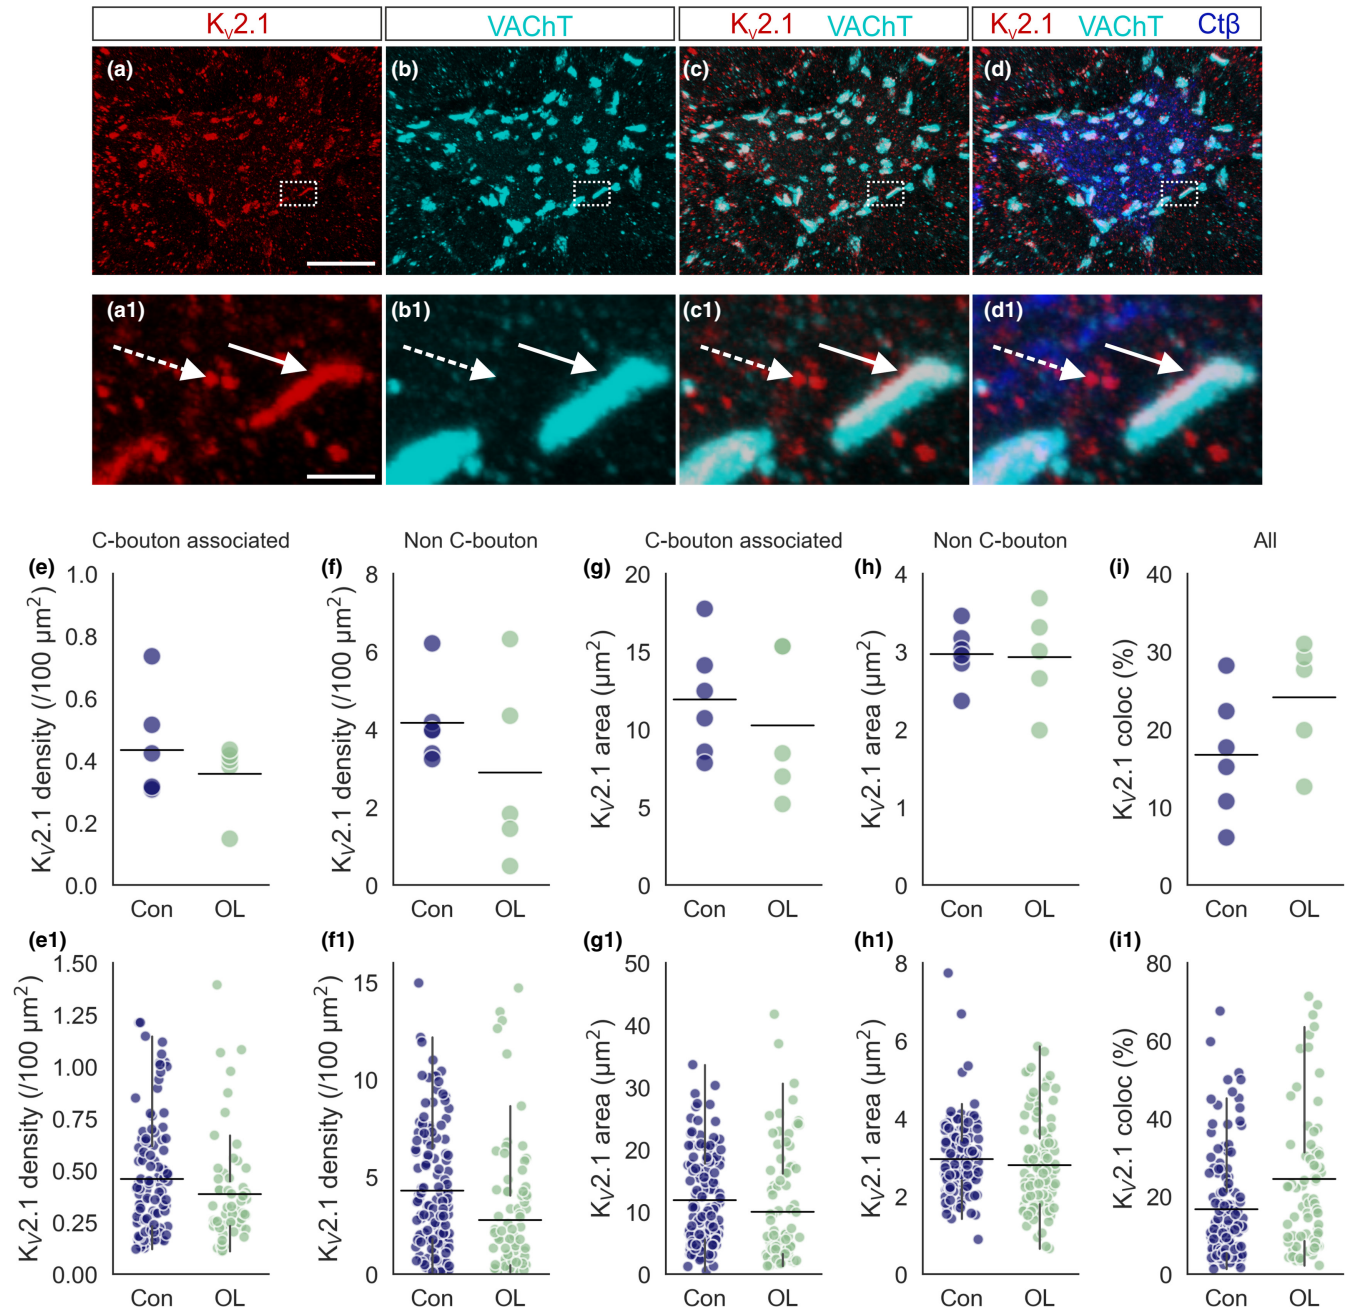 Kv2.1 VAChT Kv2.1 VAChT Kv2.1 VAChT Ctβ
(a) (b) (c) (d)
(a1) (b1) (c1) (d1)
C-bouton associated Non C-bouton C-bouton associated Non C-bouton All
(e) (f) (g) (h) (i)
Kv2.1 density (/100 μm²)
1.0
0.8
0.6
0.4
0.2
0.0
Con OL
Kv2.1 density (/100 μm²)
8
6
4
2
0
Con OL
Kv2.1 area (μm²)
20
15
10
5
0
Con OL
Kv2.1 area (μm²)
4
3
2
1
0
Con OL
Kv2.1 coloc (%)
40
30
20
10
0
Con OL
(e1) (f1) (g1) (h1) (i1)
Kv2.1 density (/100 μm²)
1.50
1.25
1.00
0.75
0.50
0.25
0.00
Con OL
Kv2.1 density (/100 μm²)
15
10
5
0
Con OL
Kv2.1 area (μm²)
50
40
30
20
10
0
Con OL
Kv2.1 area (μm²)
8
6
4
2
0
Con OL
Kv2.1 coloc (%)
80
60
40
20
0
Con OL